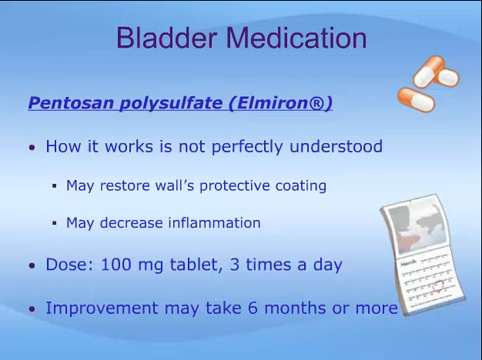 Bladder Medication
Pentosan polysulfate (Elmiron®)
• How it works is not perfectly understood
▪ May restore wall's protective coating
▪ May decrease inflammation
• Dose: 100 mg tablet, 3 times a day
• Improvement may take 6 months or more
March